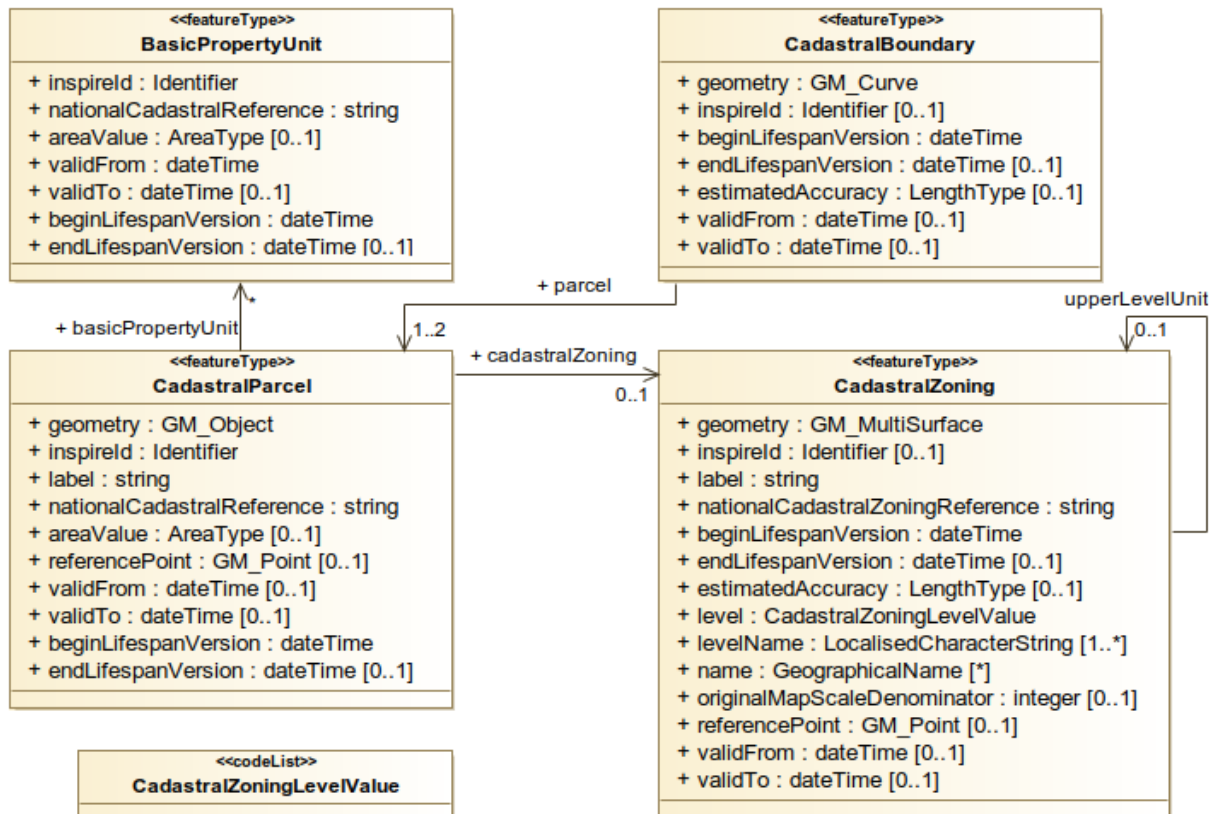 <<featureType>>
BasicPropertyUnit
+ inspireId : Identifier
+ nationalCadastralReference : string
+ areaValue : AreaType [0..1]
+ validFrom : dateTime
+ validTo : dateTime [0..1]
+ beginLifespanVersion : dateTime
+ endLifespanVersion : dateTime [0..1]
<<featureType>>
CadastralBoundary
+ geometry : GM_Curve
+ inspireId : Identifier [0..1]
+ beginLifespanVersion : dateTime
+ endLifespanVersion : dateTime [0..1]
+ estimatedAccuracy : LengthType [0..1]
+ validFrom : dateTime [0..1]
+ validTo : dateTime [0..1]
+ parcel
1..2
*
+ basicPropertyUnit
upperLevelUnit
0..1
+ cadastralZoning
0..1
<<featureType>>
CadastralParcel
+ geometry : GM_Object
+ inspireId : Identifier
+ label : string
+ nationalCadastralReference : string
+ areaValue : AreaType [0..1]
+ referencePoint : GM_Point [0..1]
+ validFrom : dateTime [0..1]
+ validTo : dateTime [0..1]
+ beginLifespanVersion : dateTime
+ endLifespanVersion : dateTime [0..1]
<<featureType>>
CadastralZoning
+ geometry : GM_MultiSurface
+ inspireId : Identifier [0..1]
+ label : string
+ nationalCadastralZoningReference : string
+ beginLifespanVersion : dateTime
+ endLifespanVersion : dateTime [0..1]
+ estimatedAccuracy : LengthType [0..1]
+ level : CadastralZoningLevelValue
+ levelName : LocalisedCharacterString [1..*]
+ name : GeographicalName [*]
+ originalMapScaleDenominator : integer [0..1]
+ referencePoint : GM_Point [0..1]
+ validFrom : dateTime [0..1]
+ validTo : dateTime [0..1]
<<codeList>>
CadastralZoningLevelValue